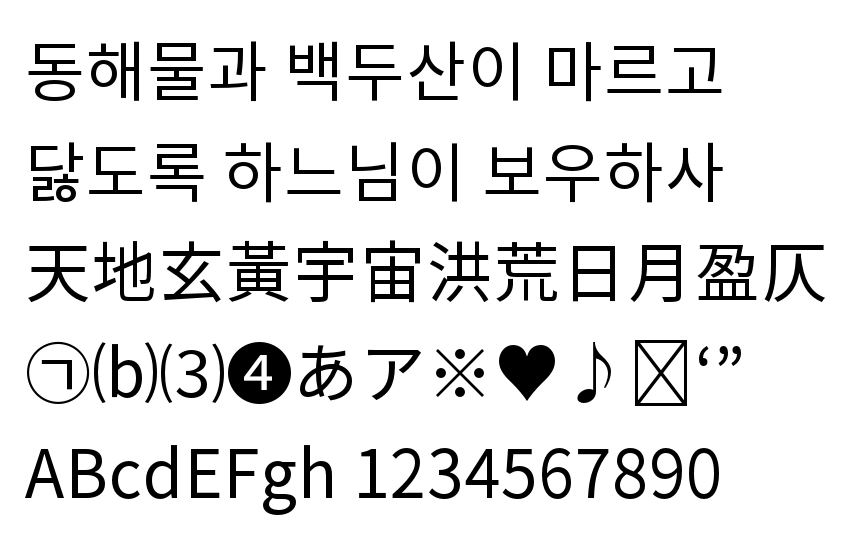 동해물과 백두산이 마르고
닳도록 하느님이 보우하사
天地玄黃宇宙洪荒日月盈仄
㉠⒝⑶❹あア※♥♪‘”
ABcdEFgh 1234567890